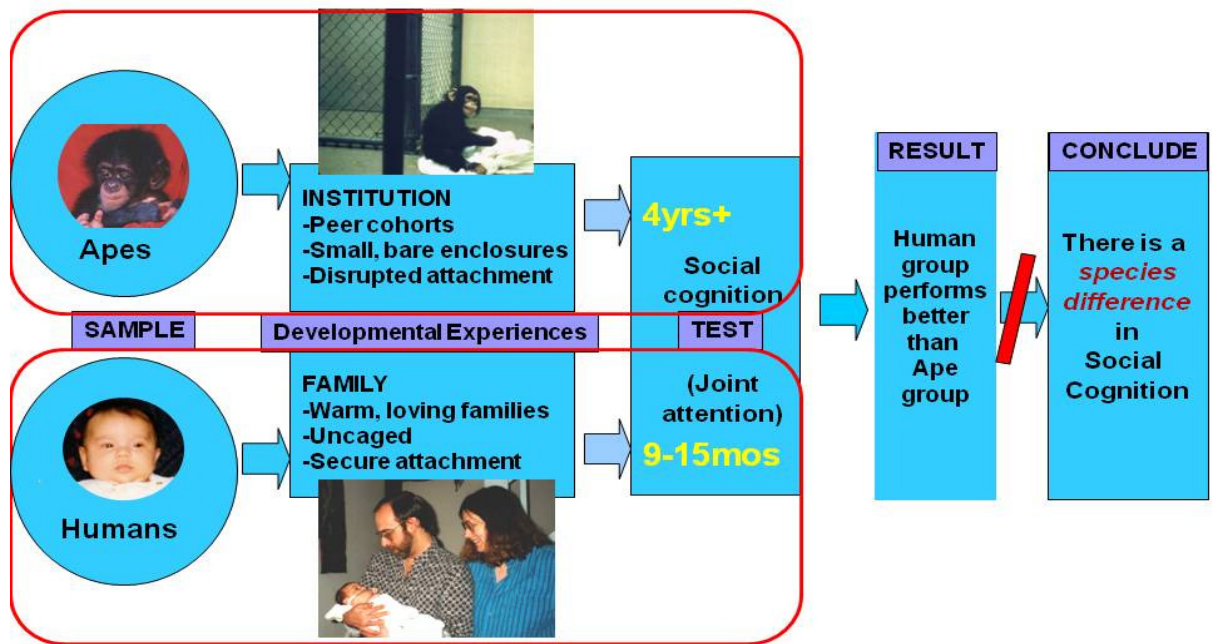 Apes
INSTITUTION
-Peer cohorts
-Small, bare enclosures
-Disrupted attachment
4yrs+
Social
cognition
SAMPLE
Developmental Experiences
TEST
Humans
FAMILY
-Warm, loving families
-Uncaged
-Secure attachment
(Joint
attention)
9-15mos
RESULT
Human
group
performs
better
than
Ape
group
CONCLUDE
There is a
species
difference
in
Social
Cognition